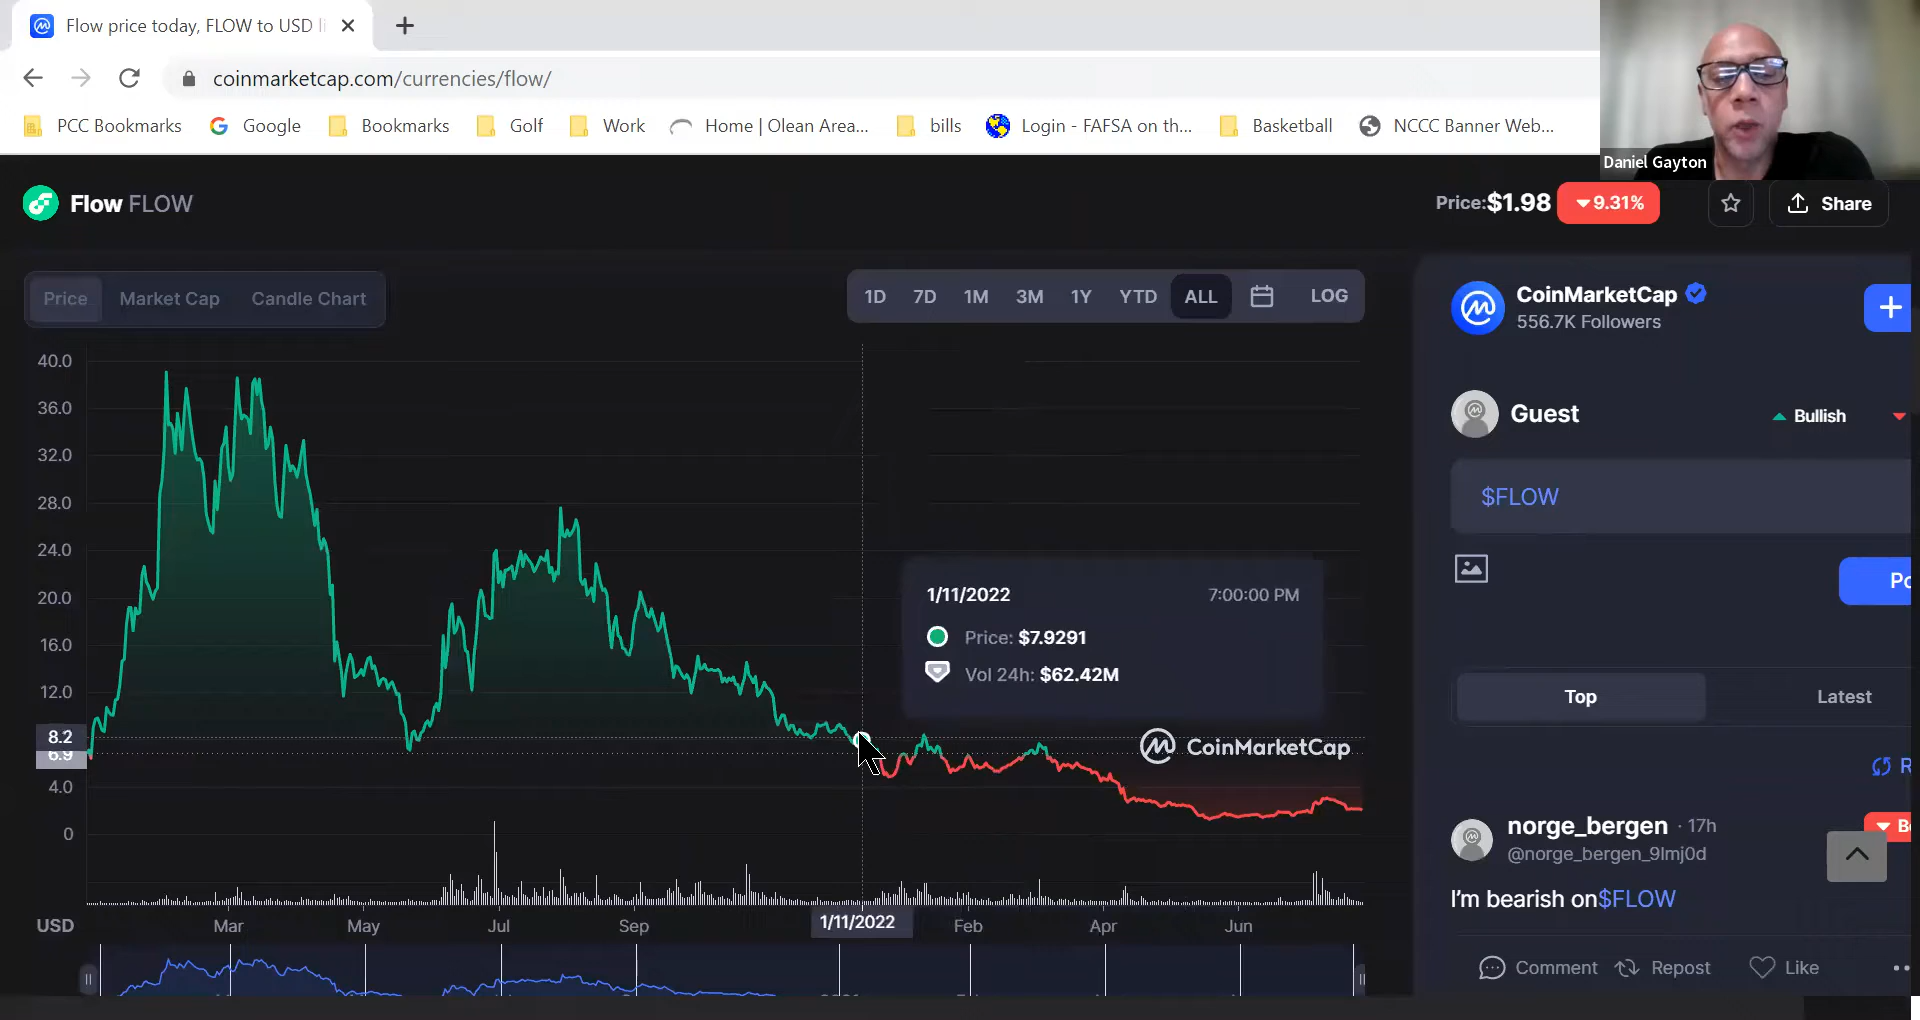 Flow price today, FLOW to USD li
coinmarketcap.com/currencies/flow/
PCC Bookmarks
Google
Bookmarks
Golf
Work
Home | Olean Area...
bills
Login - FAFSA on th...
Basketball
NCCC Banner Web...
Daniel Gayton
Flow FLOW
Price:$1.98
9.31%
Share
Price Market Cap Candle Chart
1D 7D 1M 3M 1Y YTD ALL LOG
40.0
36.0
32.0
28.0
24.0
20.0
16.0
12.0
8.2
6.9
4.0
0
1/11/2022 7:00:00 PM
Price: $7.9291
Vol 24h: $62.42M
CoinMarketCap
USD Mar May Jul Sep 1/11/2022 Feb Apr Jun
CoinMarketCap
556.7K Followers
Guest
Bullish
$FLOW
Po
Top Latest
R
norge_bergen · 17h
@norge_bergen_9lmj0d
Be
I'm bearish on$FLOW
Comment Repost Like